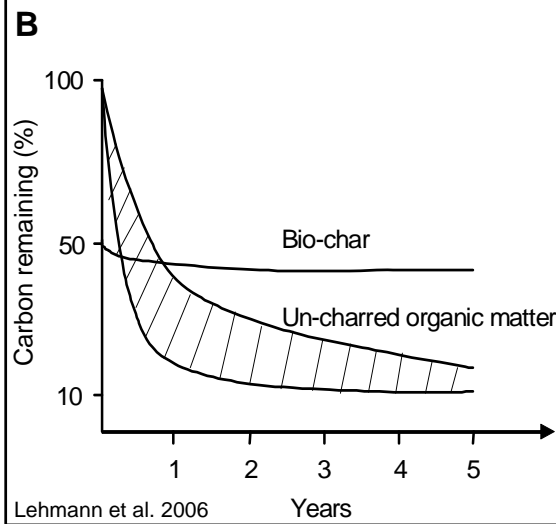 B
100
Carbon remaining (%)
50
Bio-char
Un-charred organic matter
10
1 2 3 4 5
Lehmann et al. 2006 Years